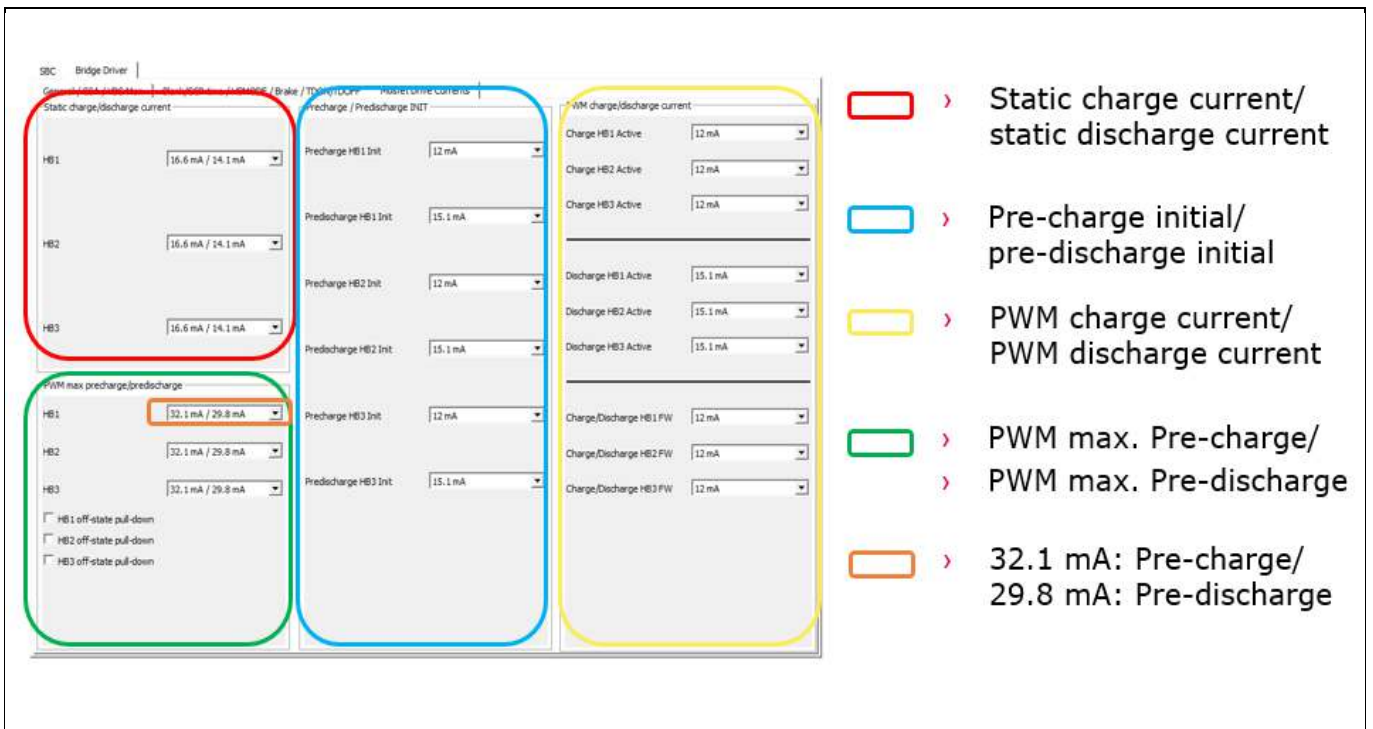 SBC Bridge Driver
Static charge/discharge current
HB1 16.6 mA / 14.1 mA
HB2 16.6 mA / 14.1 mA
HB3 16.6 mA / 14.1 mA
PWM max precharge/predischarge
HB1 32.1 mA / 29.8 mA
HB2 32.1 mA / 29.8 mA
HB3 32.1 mA / 29.8 mA
HB1 off-state pull-down
HB2 off-state pull-down
HB3 off-state pull-down
Precharge / Predischarge INIT
Precharge HB1 Init 12 mA
Predischarge HB1 Init 15.1 mA
Precharge HB2 Init 12 mA
Predischarge HB2 Init 15.1 mA
Precharge HB3 Init 12 mA
Predischarge HB3 Init 15.1 mA
PWM charge/discharge current
Charge HB1 Active 12 mA
Charge HB2 Active 12 mA
Charge HB3 Active 12 mA
Discharge HB1 Active 15.1 mA
Discharge HB2 Active 15.1 mA
Discharge HB3 Active 15.1 mA
Charge/Discharge HB1 FW 12 mA
Charge/Discharge HB2 FW 12 mA
Charge/Discharge HB3 FW 12 mA
› Static charge current/
static discharge current
› Pre-charge initial/
pre-discharge initial
› PWM charge current/
PWM discharge current
› PWM max. Pre-charge/
› PWM max. Pre-discharge
› 32.1 mA: Pre-charge/
29.8 mA: Pre-discharge